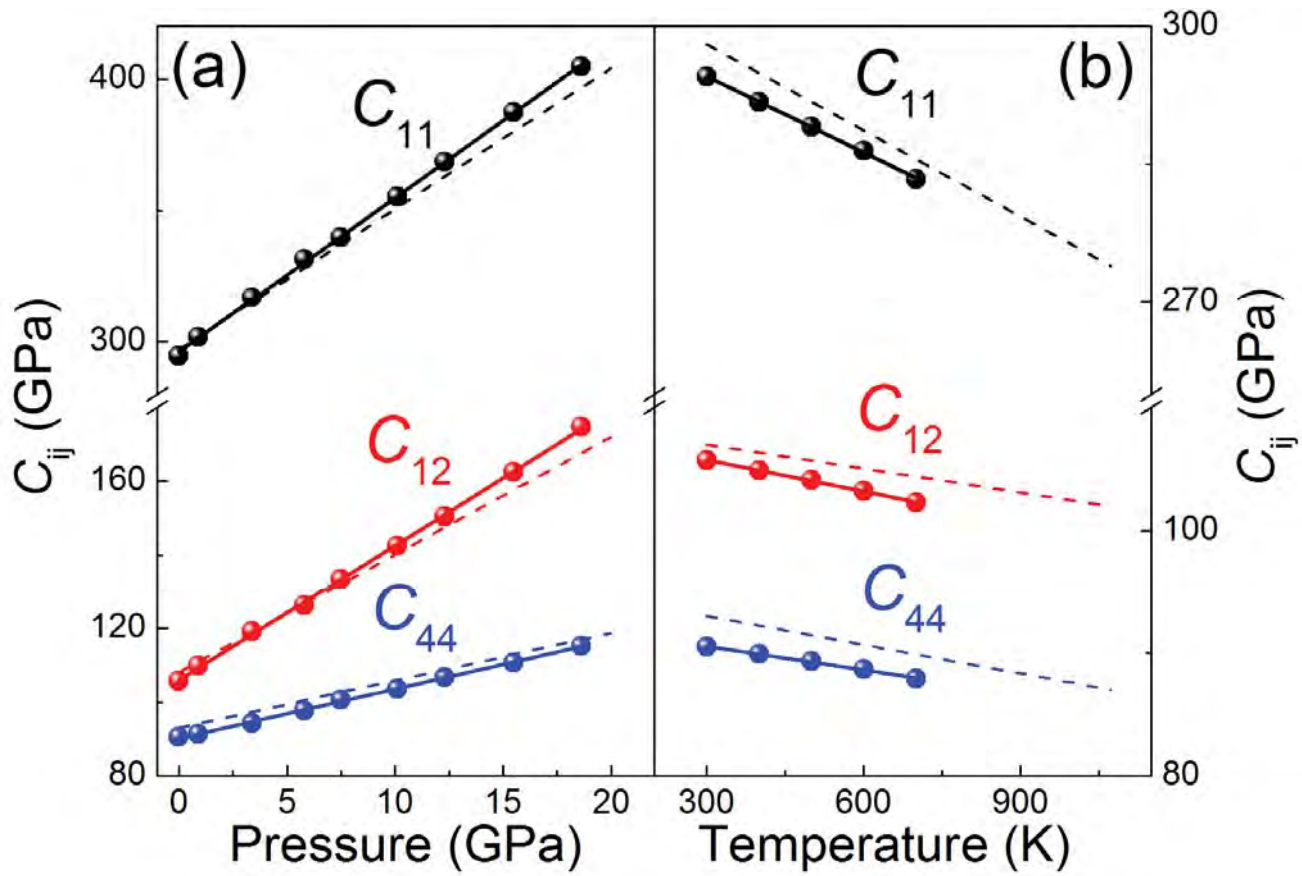 (a)
(b)
C11
C11
C12
C12
C44
C44
400
300
160
120
80
300
270
100
80
Cij (GPa)
Cij (GPa)
0 5 10 15 20
300 600 900
Pressure (GPa)
Temperature (K)